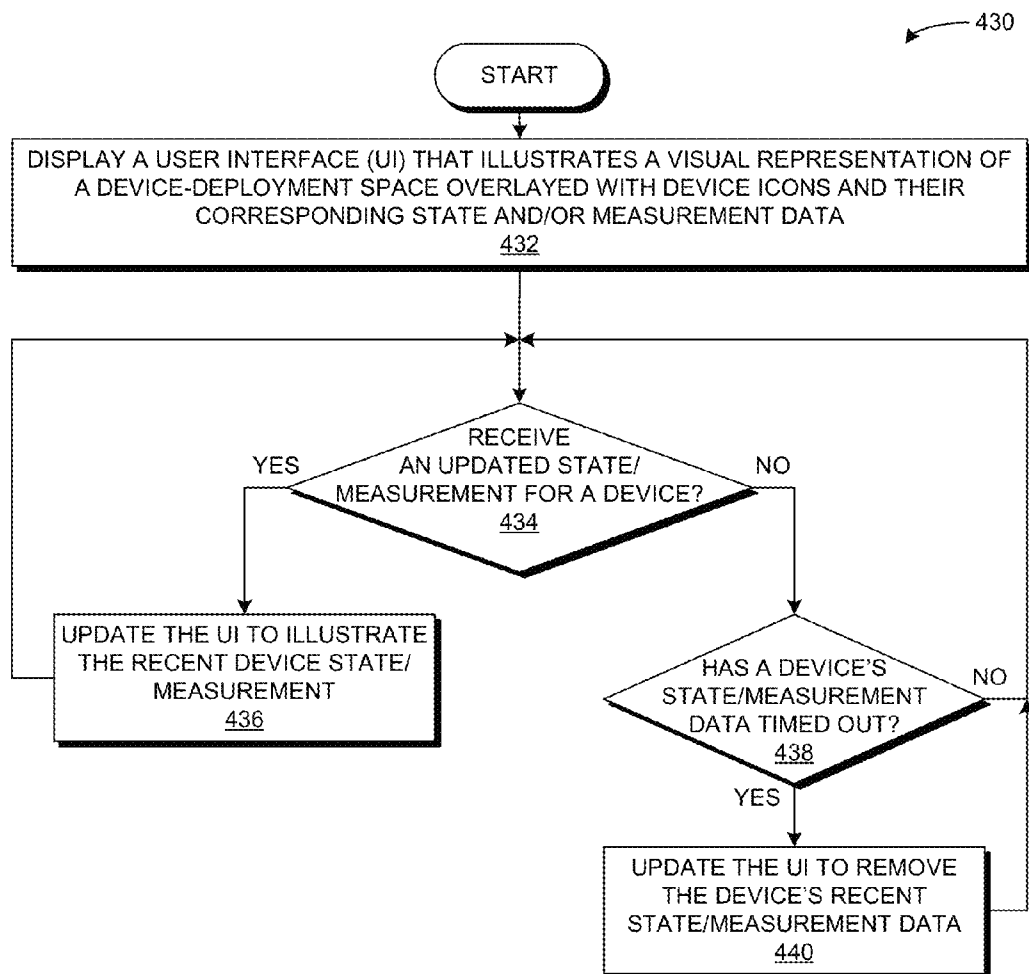 430
START
DISPLAY A USER INTERFACE (UI) THAT ILLUSTRATES A VISUAL REPRESENTATION OF
A DEVICE-DEPLOYMENT SPACE OVERLAYED WITH DEVICE ICONS AND THEIR
CORRESPONDING STATE AND/OR MEASUREMENT DATA
432
RECEIVE
AN UPDATED STATE/
MEASUREMENT FOR A DEVICE?
434
YES
NO
UPDATE THE UI TO ILLUSTRATE
THE RECENT DEVICE STATE/
MEASUREMENT
436
HAS A DEVICE'S
STATE/MEASUREMENT
DATA TIMED OUT?
438
NO
YES
UPDATE THE UI TO REMOVE
THE DEVICE'S RECENT
STATE/MEASUREMENT DATA
440